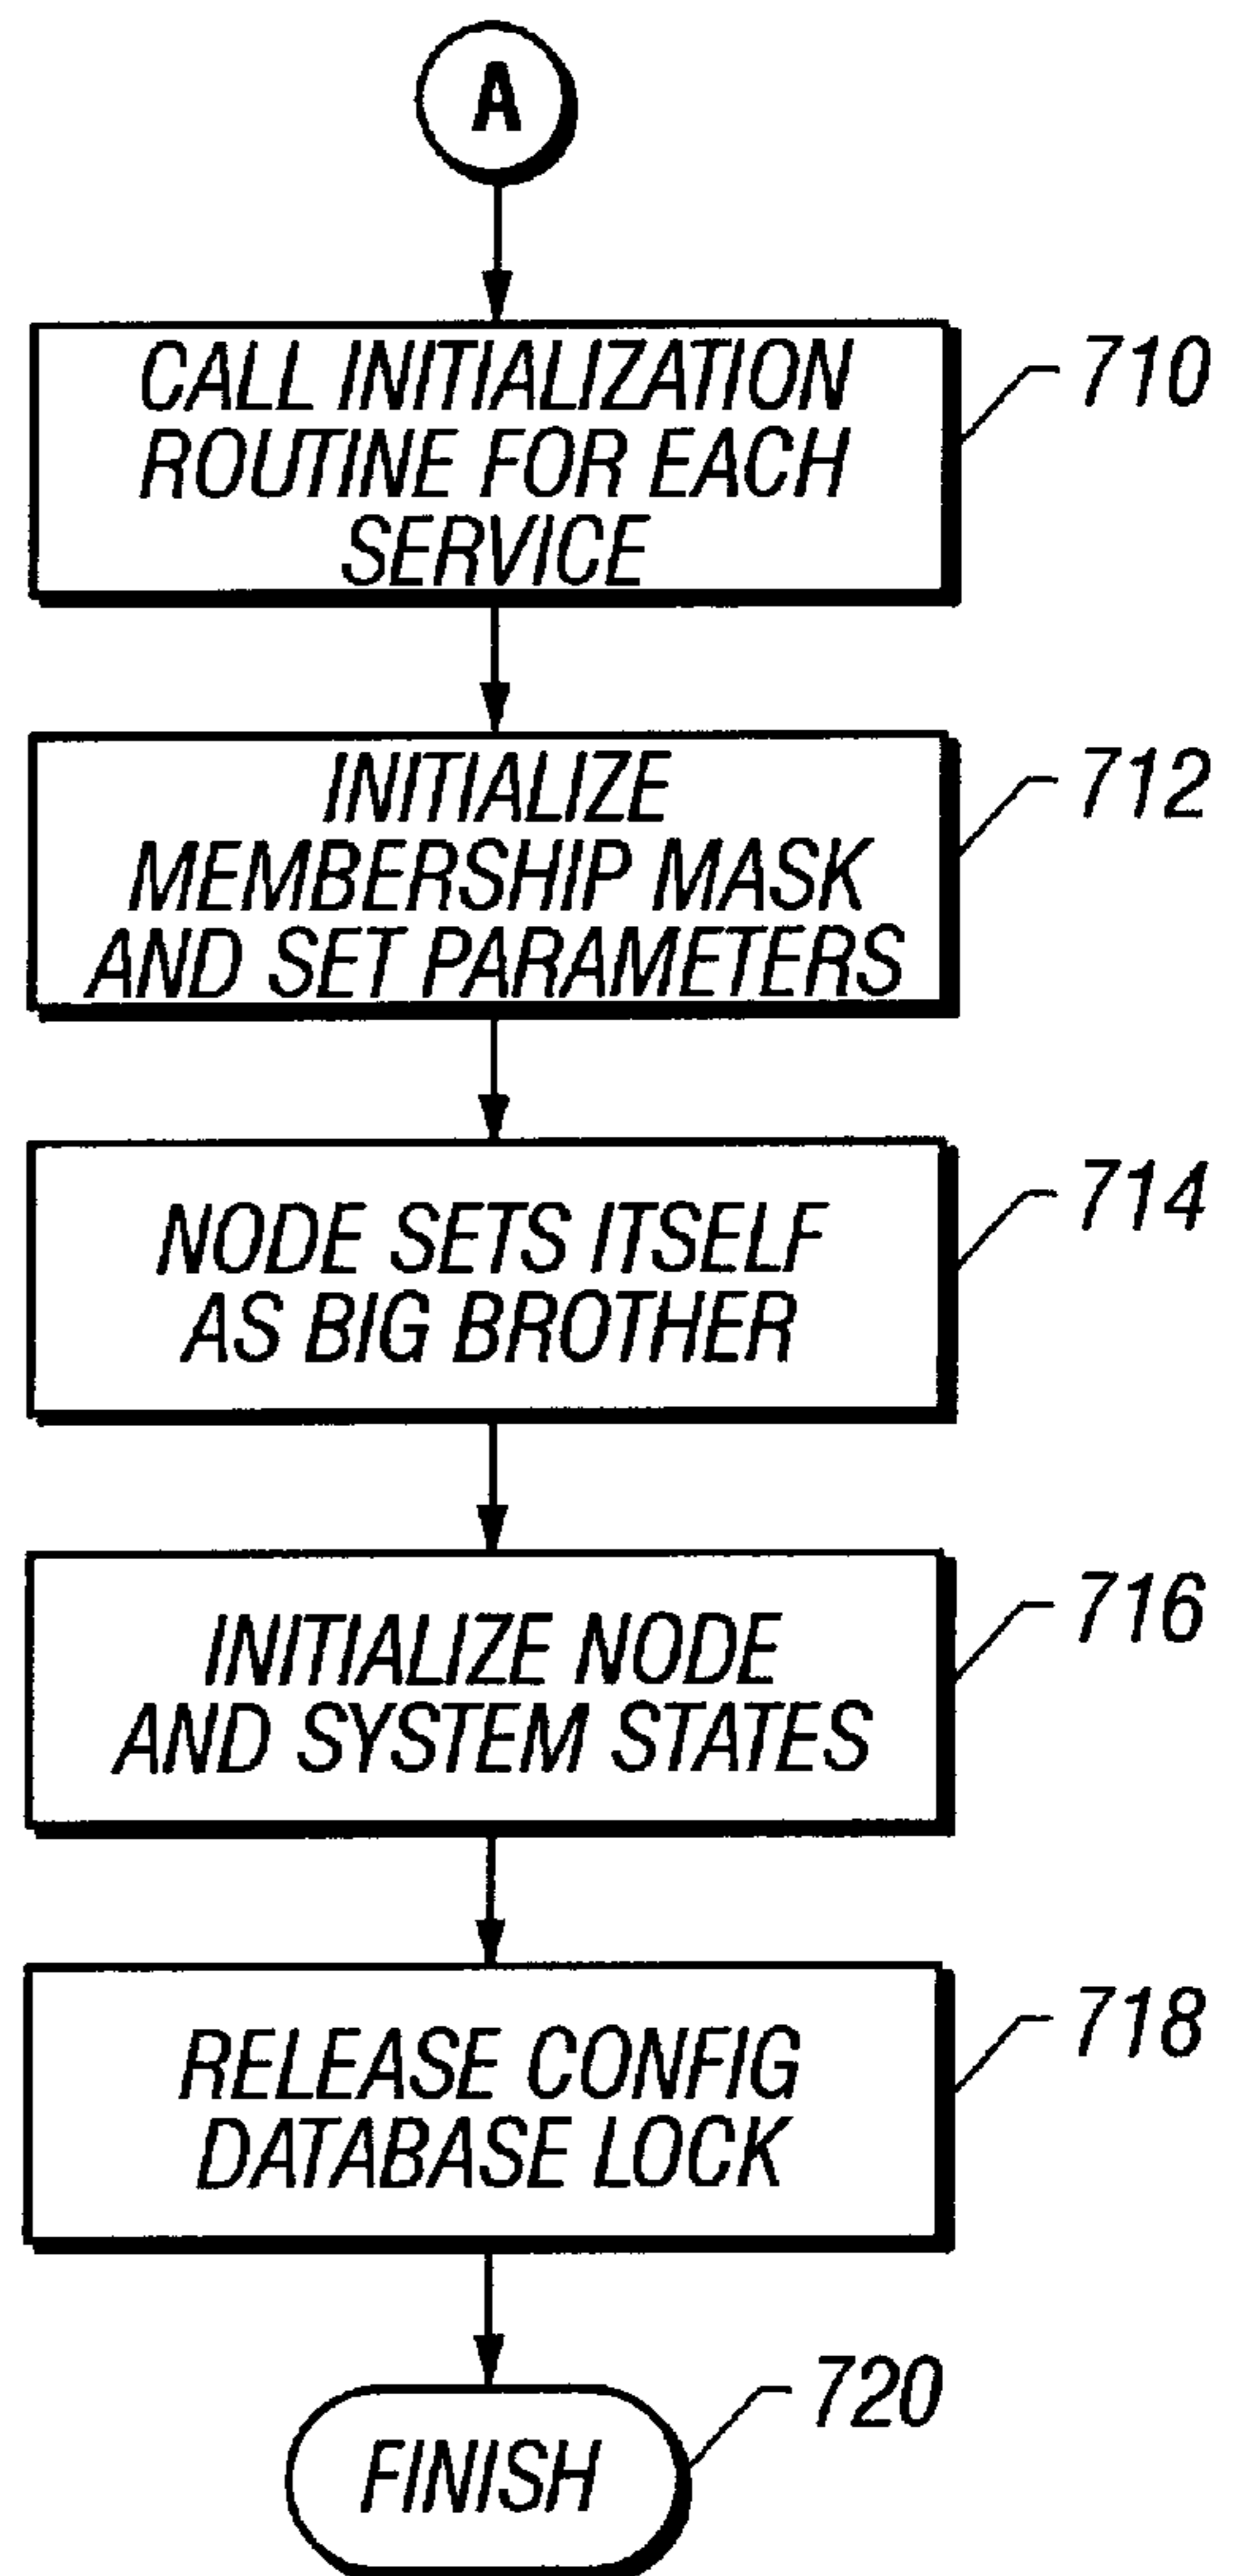 A
CALL INITIALIZATION
ROUTINE FOR EACH
SERVICE
710
INITIALIZE
MEMBERSHIP MASK
AND SET PARAMETERS
712
NODE SETS ITSELF
AS BIG BROTHER
714
INITIALIZE NODE
AND SYSTEM STATES
716
RELEASE CONFIG
DATABASE LOCK
718
FINISH
720